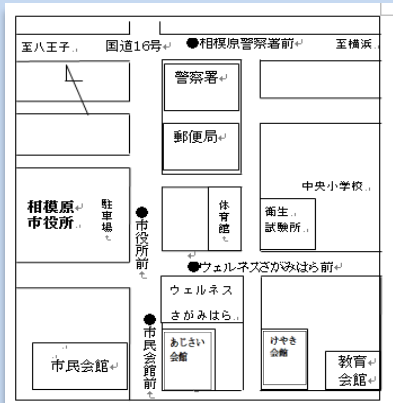 至八王子
国道16号
●相模原警察署前
至横浜
警察署
郵便局
中央小学校
相模原
市役所
駐車場
●市役所前
体育館
衛生
試験所
●ウェルネスさがみはら前
ウェルネス
さがみはら
●市民会館前
あじさい
会館
けやき
会館
市民会館
教育
会館